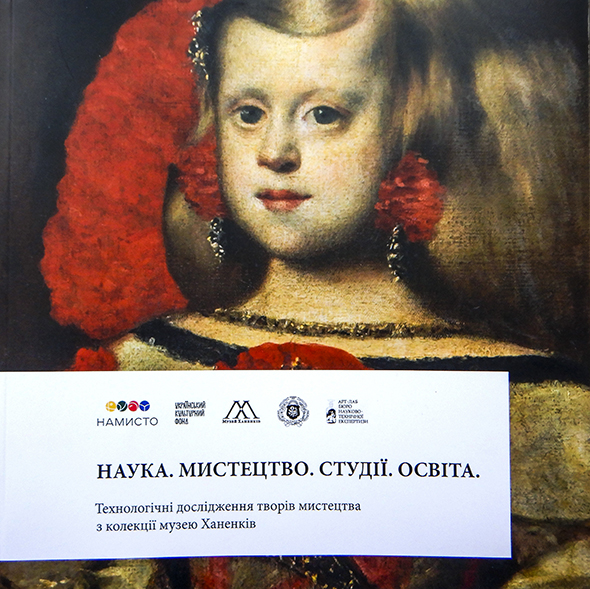 НАМИСТО
УКРАЇНСЬКИЙ
КУЛЬТУРНИЙ
ФОНД
МУЗЕЙ ХАНЕНКІВ
АРТ-ЛАБ
БЮРО
НАУКОВО
ТЕХНІЧНОЇ
ЕКСПЕРТИЗИ
НАУКА. МИСТЕЦТВО. СТУДІЇ. ОСВІТА.
Технологічні дослідження творів мистецтва
з колекції музею Ханенків